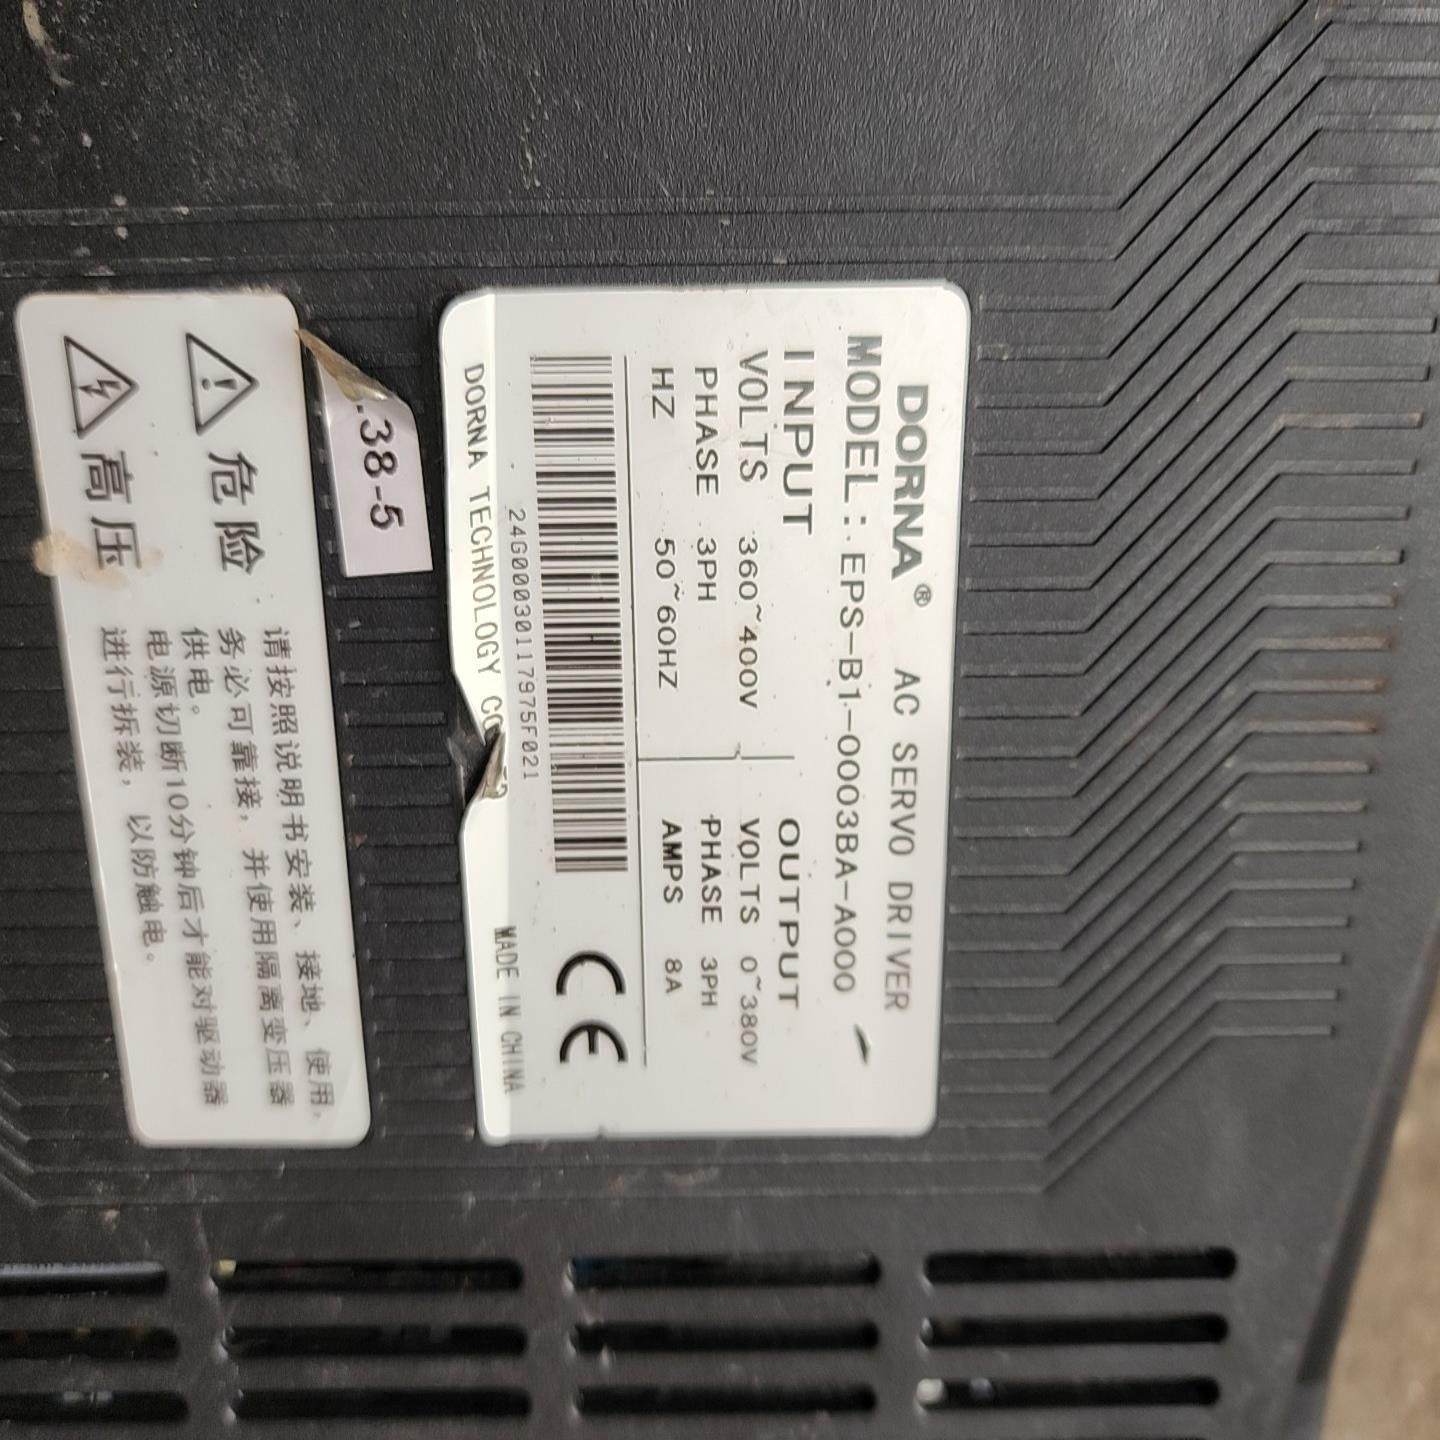 DORNA® AC SERVO DRIVER
MODEL: EPS-B1-0003BA-A000
INPUT OUTPUT
VOLTS 360~400V VOLTS 0~380V
PHASE 3PH PHASE 3PH
HZ 50~60HZ AMPS 8A
CE
24G00030117975F021
DORNA TECHNOLOGY MADE IN CHINA
.38-5
危险
高压
请按照说明书安装、接地、使用,
务必可靠接,并使用隔离变压器
供电。
电源切断10分钟后才能对驱动器
进行拆装,以防触电。